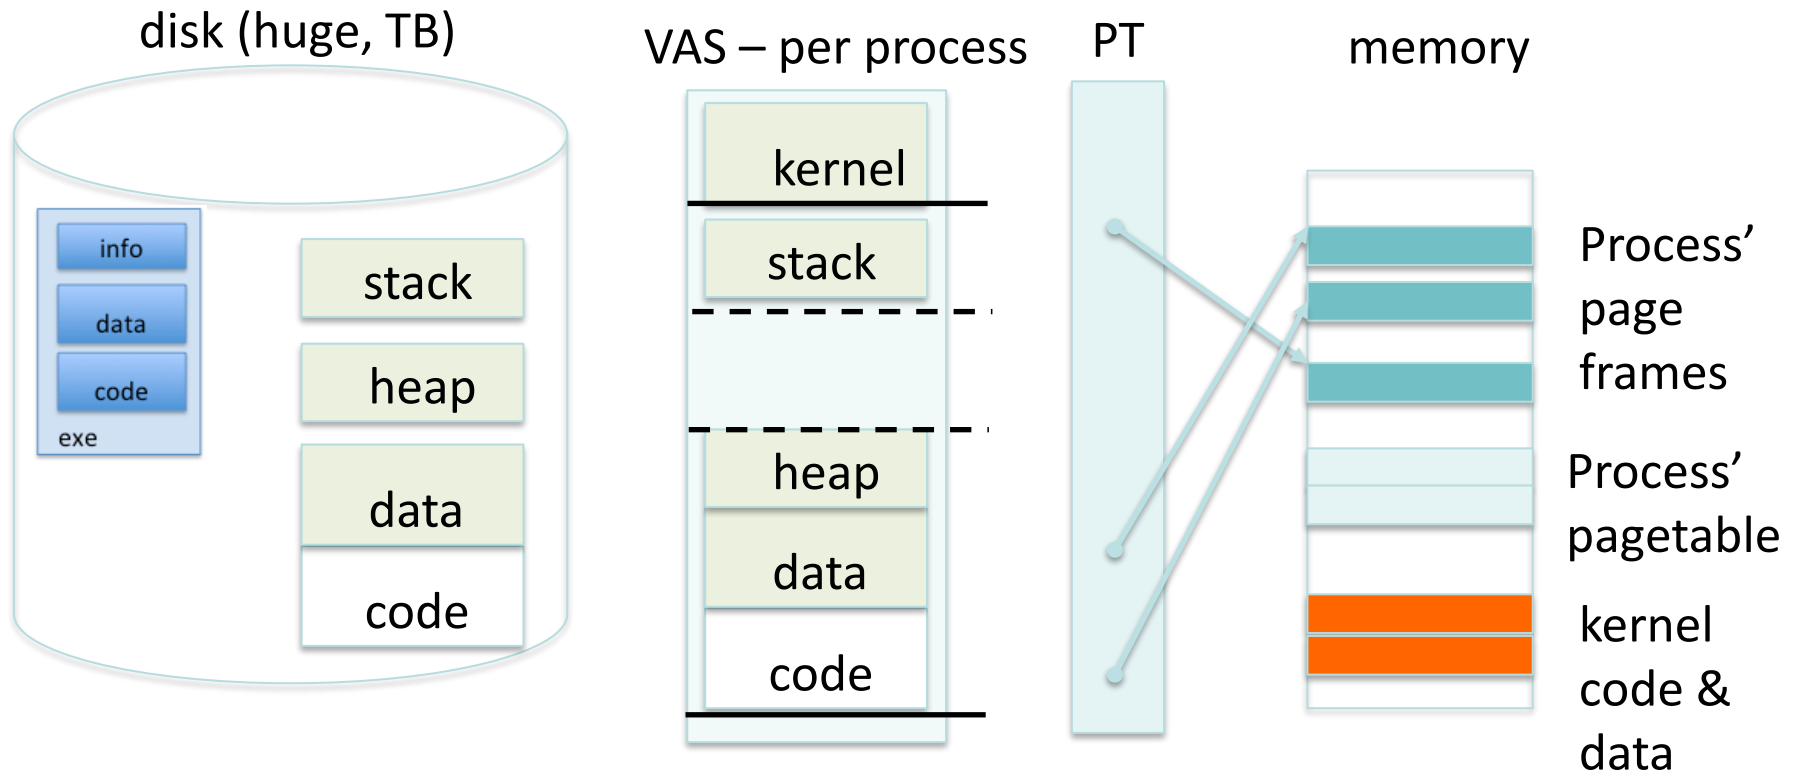 disk (huge, TB)
VAS – per process
PT
memory
info
data
code
exe
stack
heap
data
code
kernel
stack
heap
data
code
Process’
page
frames
Process’
pagetable
kernel
code &
data